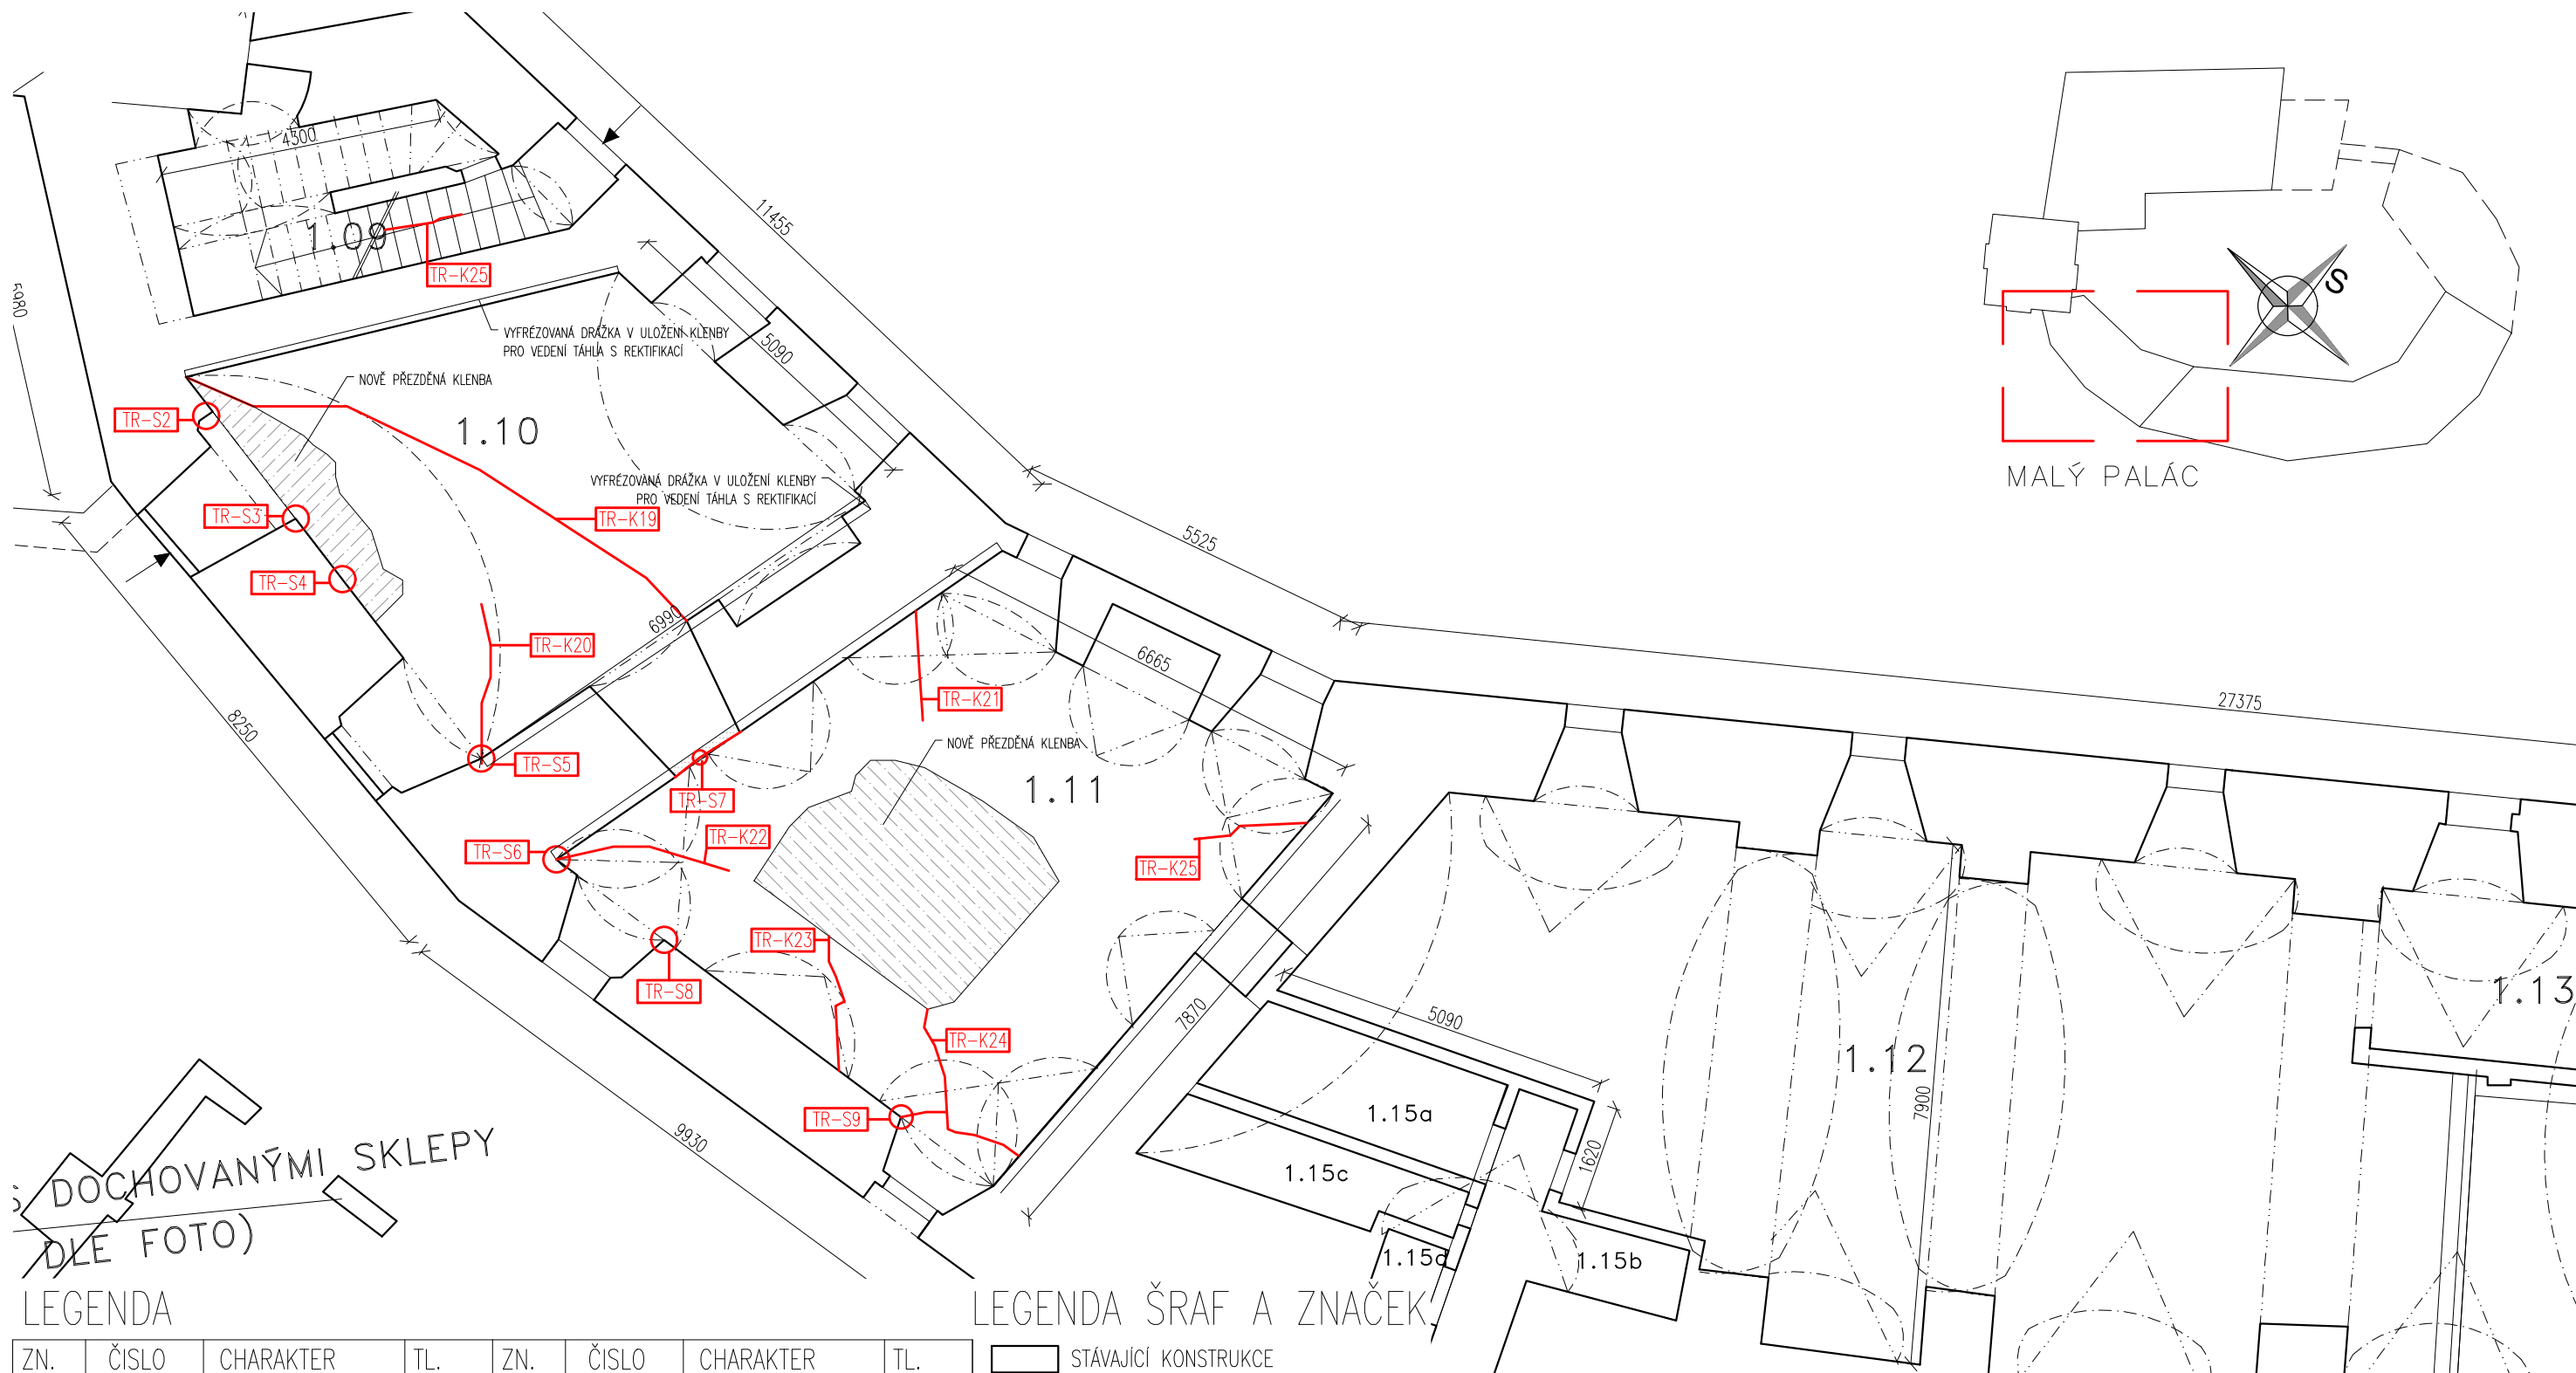 4300
1.09
TR-K25
11455
5980
VYFRÉZOVANÁ DRÁŽKA V ULOŽENÍ KLENBY
PRO VEDENÍ TÁHLA S REKTIFIKACÍ
5090
NOVĚ PŘEZDĚNÁ KLENBA
TR-S2
1.10
VYFRÉZOVANÁ DRÁŽKA V ULOŽENÍ KLENBY
PRO VEDENÍ TÁHLA S REKTIFIKACÍ
TR-S3
TR-K19
TR-S4
S
MALÝ PALÁC
5525
6990
TR-K20
6665
TR-K21
27375
8250
NOVĚ PŘEZDĚNÁ KLENBA
TR-S5
1.11
TR-S7
TR-K22
TR-S6
TR-K25
TR-K23
TR-S8
7870
5090
TR-K24
1.12
1.13
7900
TR-S9
1.15a
9930
1620
1.15c
1.15d
1.15b
S DOCHOVANÝMI SKLEPY
DLE FOTO)
LEGENDA
LEGENDA ŠRAF A ZNAČEK
ZN. ČISLO CHARAKTER TL. ZN. ČISLO CHARAKTER TL.
STÁVAJÍCÍ KONSTRUKCE